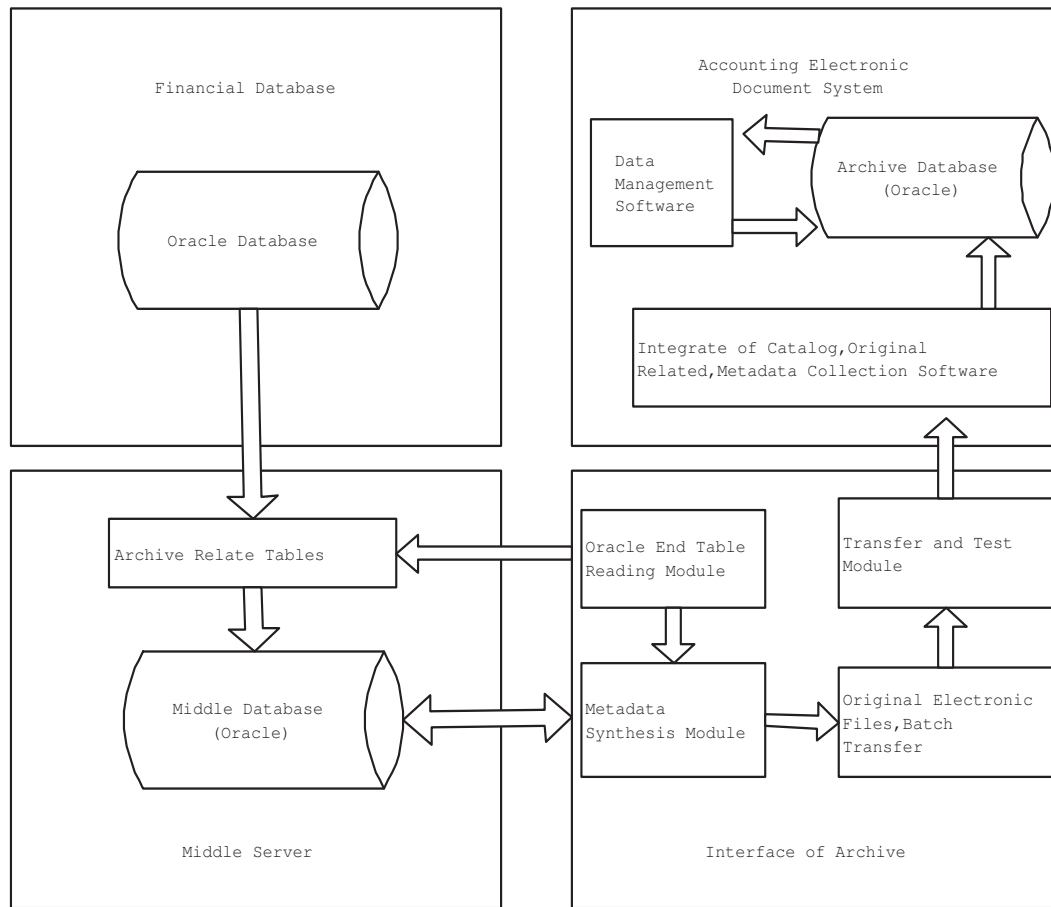 Financial Database
Oracle Database
Accounting Electronic
Document System
Data
Management
Software
Archive Database
(Oracle)
Integrate of Catalog,Original
Related,Metadata Collection Software
Archive Relate Tables
Middle Database
(Oracle)
Middle Server
Oracle End Table
Reading Module
Transfer and Test
Module
Metadata
Synthesis Module
Original Electronic
Files,Batch
Transfer
Interface of Archive